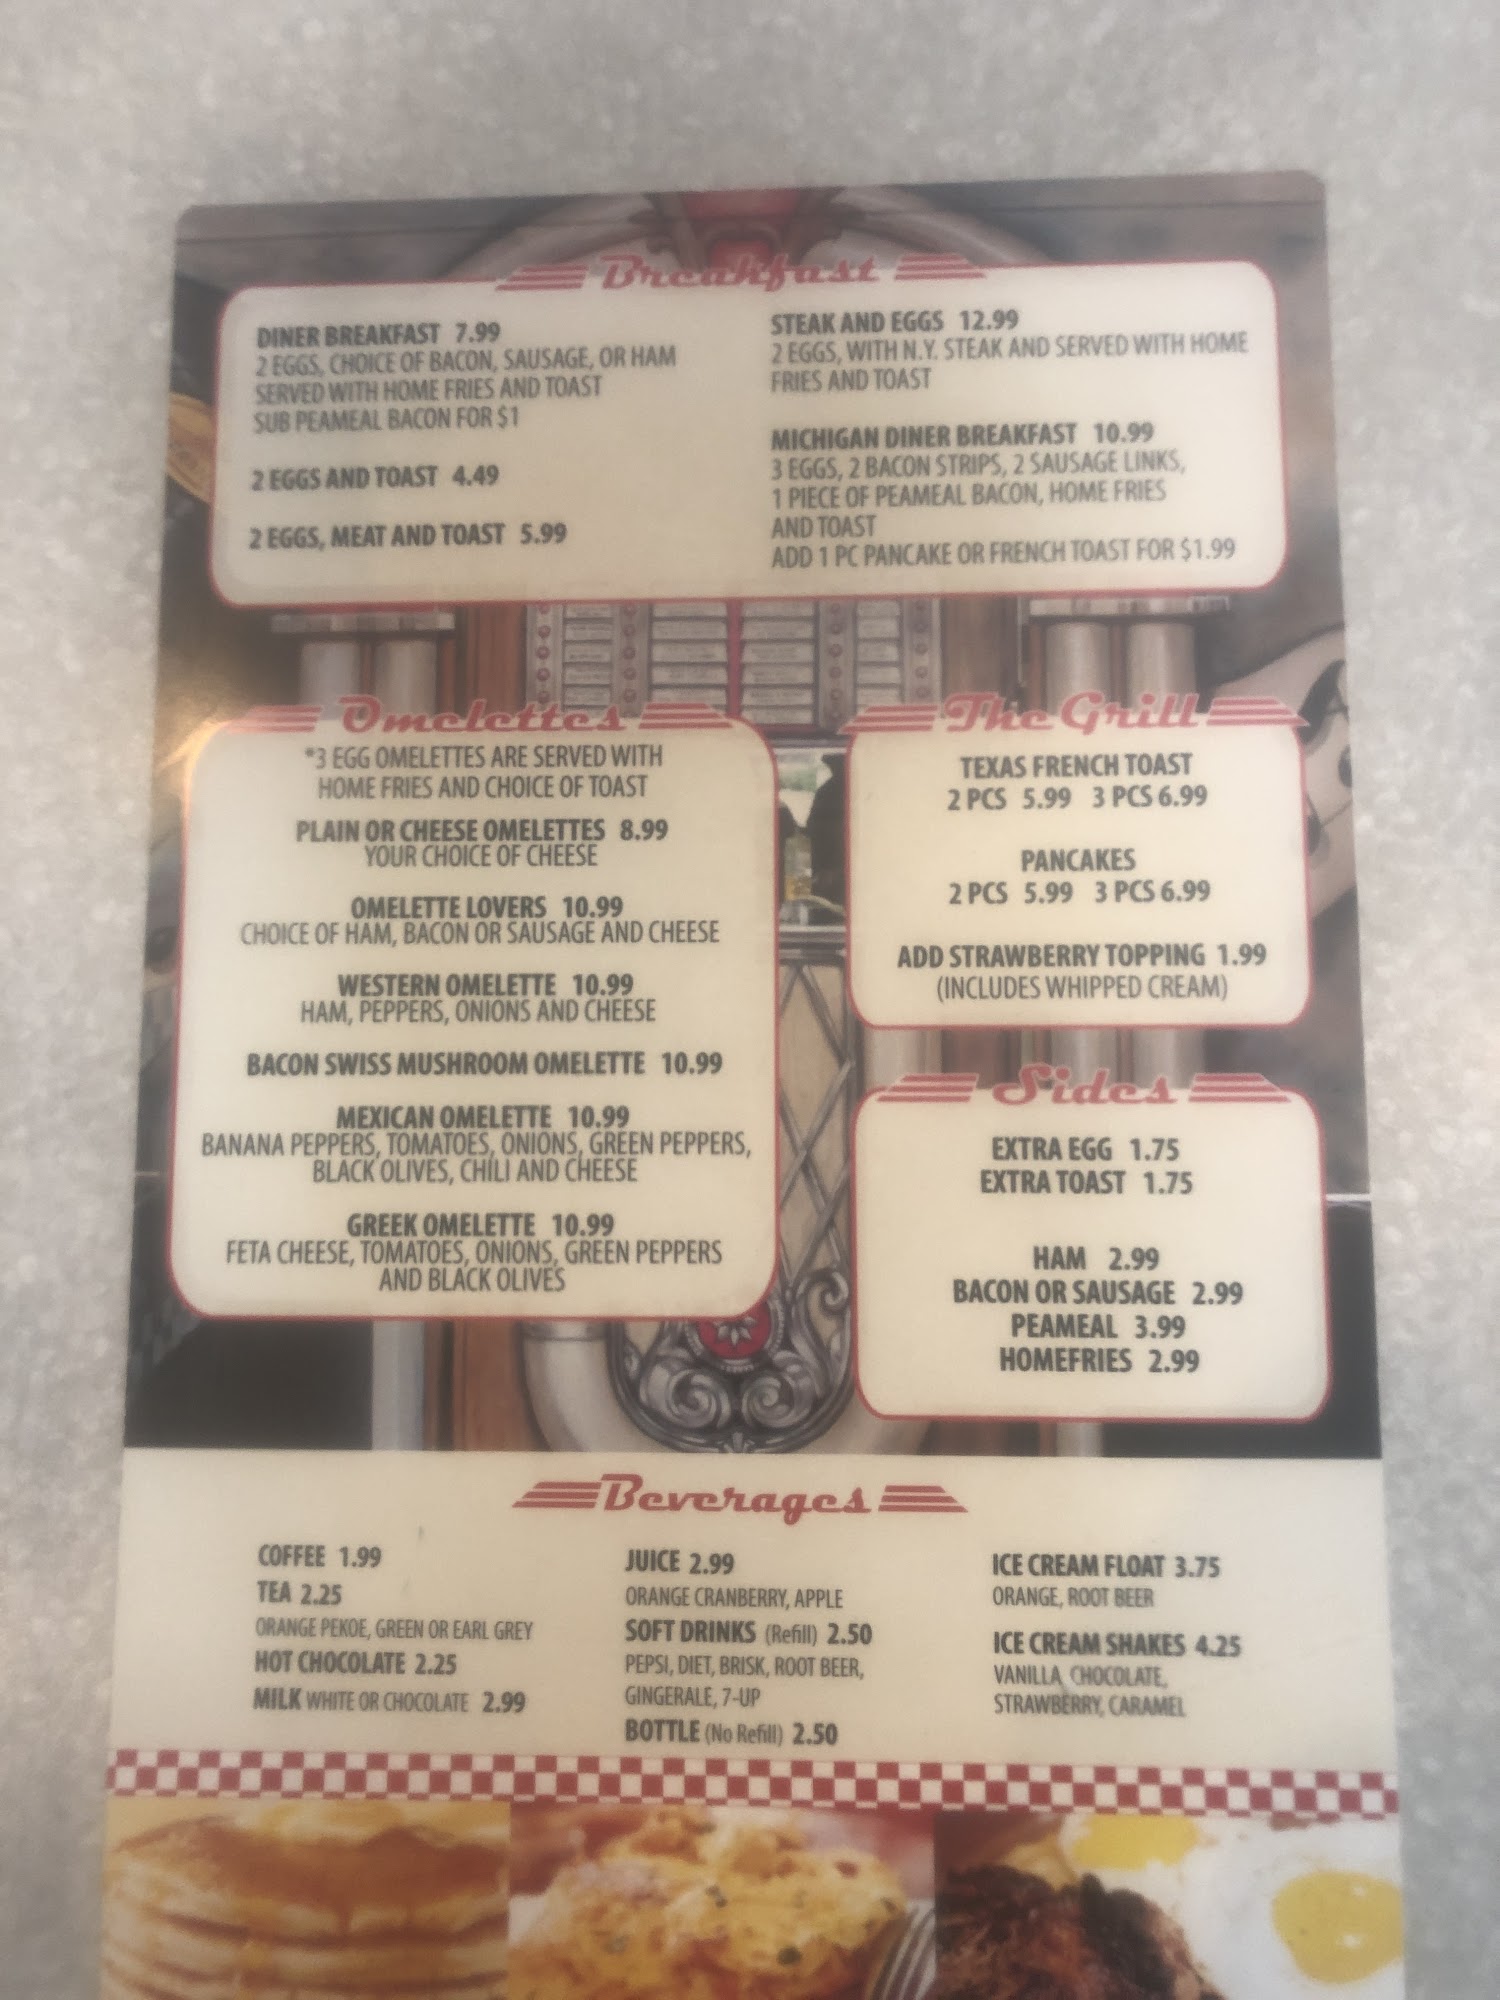 Breakfast
DINER BREAKFAST 7.99
2 EGGS, CHOICE OF BACON, SAUSAGE, OR HAM
SERVED WITH HOME FRIES AND TOAST
SUB PEAMEAL BACON FOR $1
2 EGGS AND TOAST 4.49
2 EGGS, MEAT AND TOAST 5.99
STEAK AND EGGS 12.99
2 EGGS, WITH N.Y. STEAK AND SERVED WITH HOME
FRIES AND TOAST
MICHIGAN DINER BREAKFAST 10.99
3 EGGS, 2 BACON STRIPS, 2 SAUSAGE LINKS,
1 PIECE OF PEAMEAL BACON, HOME FRIES
AND TOAST
ADD 1 PC PANCAKE OR FRENCH TOAST FOR $1.99
Omelettes
*3 EGG OMELETTES ARE SERVED WITH
HOME FRIES AND CHOICE OF TOAST
PLAIN OR CHEESE OMELETTES 8.99
YOUR CHOICE OF CHEESE
OMELETTE LOVERS 10.99
CHOICE OF HAM, BACON OR SAUSAGE AND CHEESE
WESTERN OMELETTE 10.99
HAM, PEPPERS, ONIONS AND CHEESE
BACON SWISS MUSHROOM OMELETTE 10.99
MEXICAN OMELETTE 10.99
BANANA PEPPERS, TOMATOES, ONIONS, GREEN PEPPERS,
BLACK OLIVES, CHILI AND CHEESE
GREEK OMELETTE 10.99
FETA CHEESE, TOMATOES, ONIONS, GREEN PEPPERS
AND BLACK OLIVES
The Grill
TEXAS FRENCH TOAST
2 PCS 5.99 3 PCS 6.99
PANCAKES
2 PCS 5.99 3 PCS 6.99
ADD STRAWBERRY TOPPING 1.99
(INCLUDES WHIPPED CREAM)
Sides
EXTRA EGG 1.75
EXTRA TOAST 1.75
HAM 2.99
BACON OR SAUSAGE 2.99
PEAMEAL 3.99
HOMEFRIES 2.99
Beverages
COFFEE 1.99
TEA 2.25
ORANGE PEKOE, GREEN OR EARL GREY
HOT CHOCOLATE 2.25
MILK WHITE OR CHOCOLATE 2.99
JUICE 2.99
ORANGE CRANBERRY, APPLE
SOFT DRINKS (Refill) 2.50
PEPSI, DIET, BRISK, ROOT BEER,
GINGERALE, 7-UP
BOTTLE (No Refill) 2.50
ICE CREAM FLOAT 3.75
ORANGE, ROOT BEER
ICE CREAM SHAKES 4.25
VANILLA, CHOCOLATE,
STRAWBERRY, CARAMEL